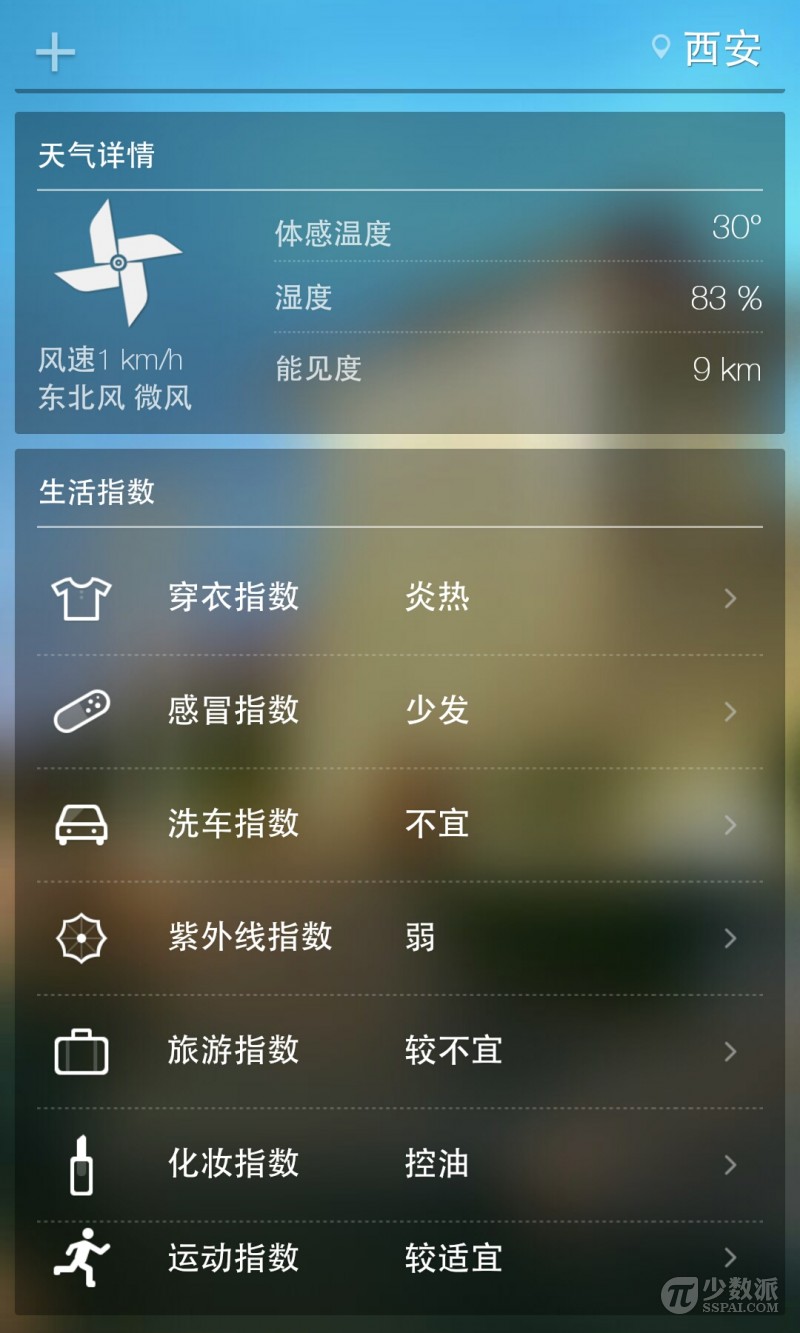 西安
天气详情
体感温度 30°
湿度 83 %
能见度 9 km
风速1 km/h
东北风 微风
生活指数
穿衣指数 炎热
感冒指数 少发
洗车指数 不宜
紫外线指数 弱
旅游指数 较不宜
化妆指数 控油
运动指数 较适宜
少数派
SSPAI.COM